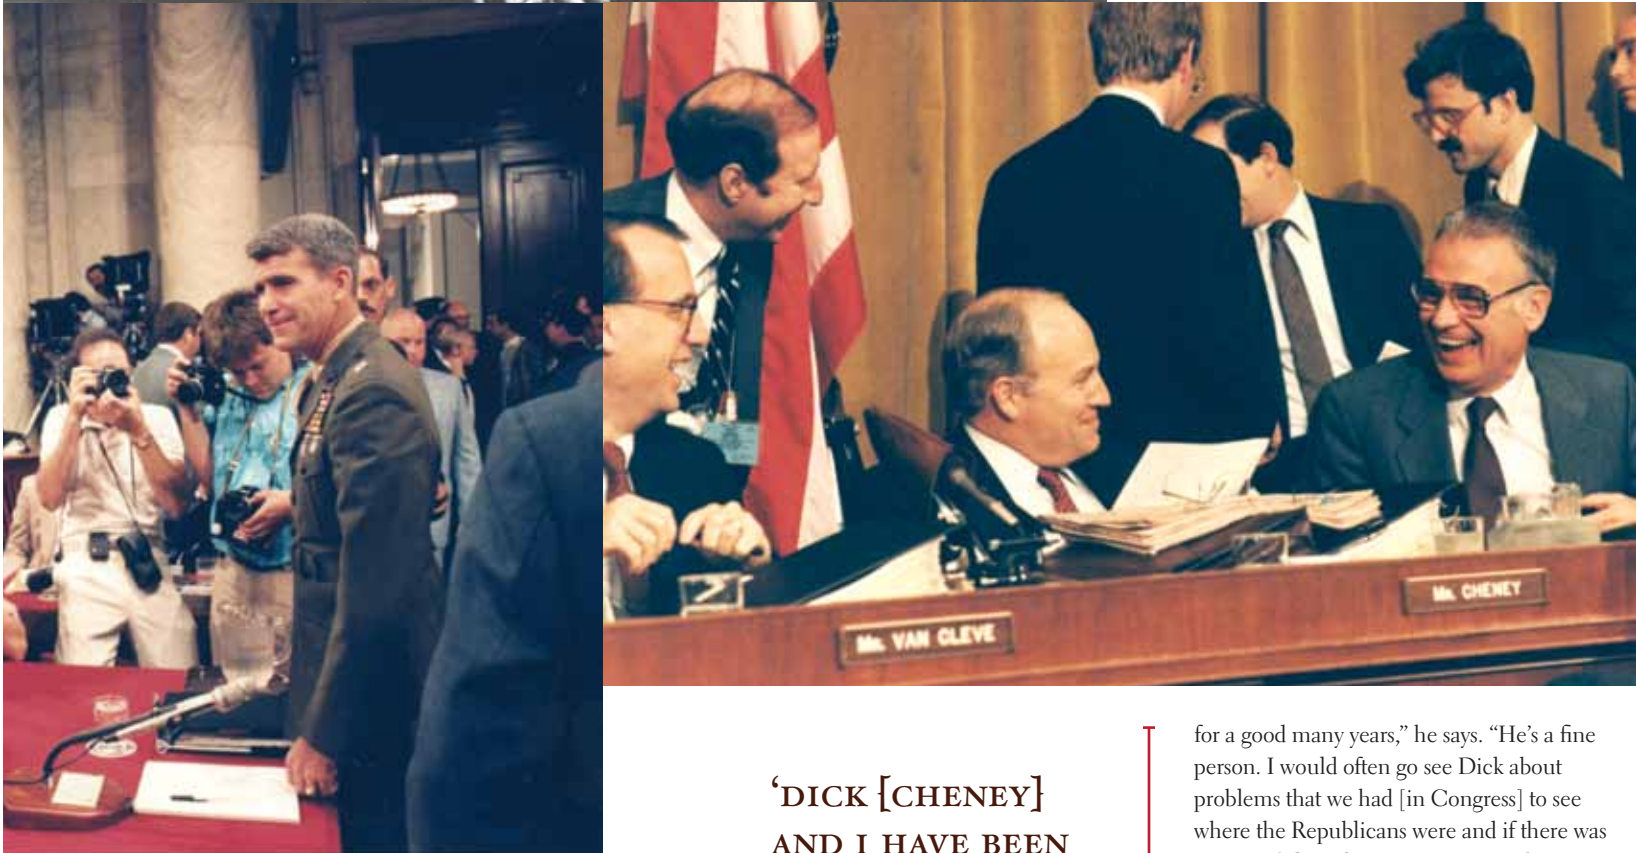 Mr. VAN CLEVE
Mr. CHENEY
‘DICK [CHENEY]
AND I HAVE BEEN
for a good many years,” he says. “He’s a fine
person. I would often go see Dick about
problems that we had [in Congress] to see
where the Republicans were and if there was